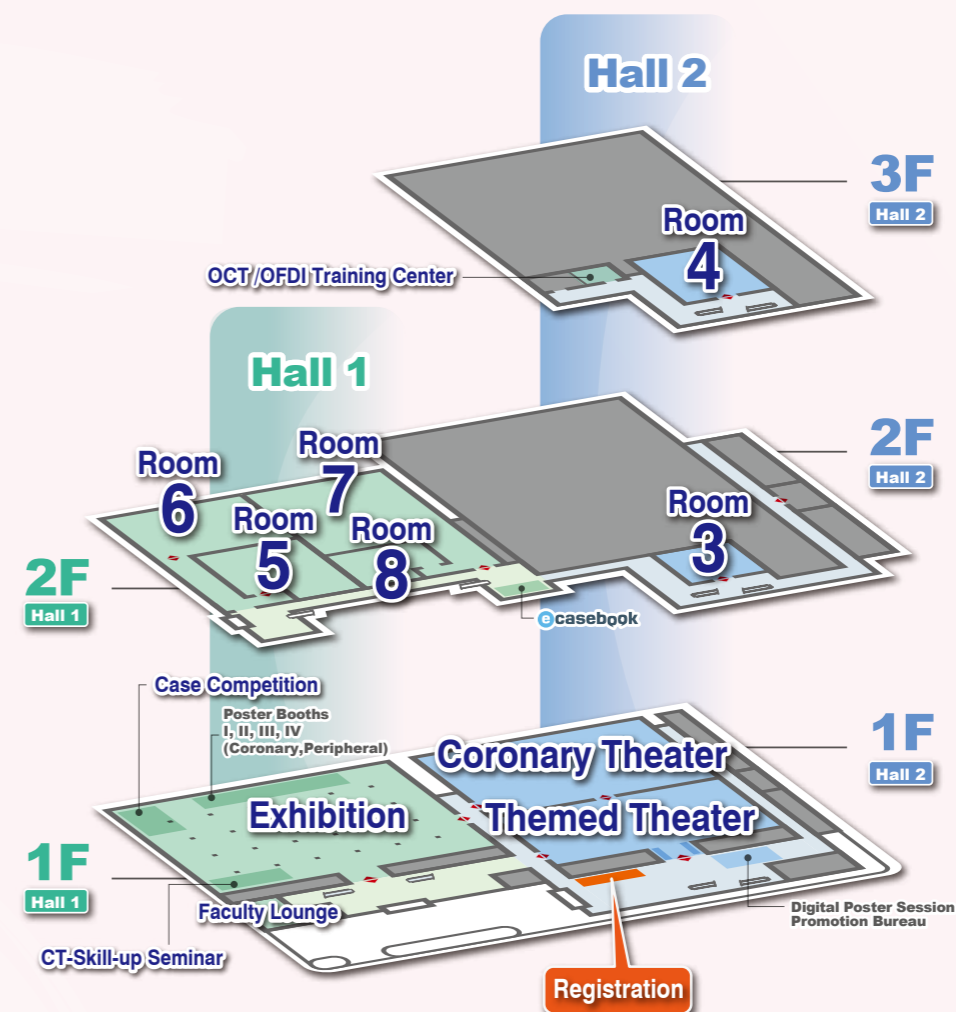 Hall 2
3F
Hall 2
Room
4
OCT /OFDI Training Center
Hall 1
2F
Hall 2
Room
6
Room
7
Room
5
Room
8
Room
3
2F
Hall 1
ecasebook
Case Competition
Poster Booths
I, II, III, IV
(Coronary,Peripheral)
Coronary Theater
1F
Hall 2
Exhibition
Themed Theater
1F
Hall 1
Faculty Lounge
CT-Skill-up Seminar
Digital Poster Session
Promotion Bureau
Registration